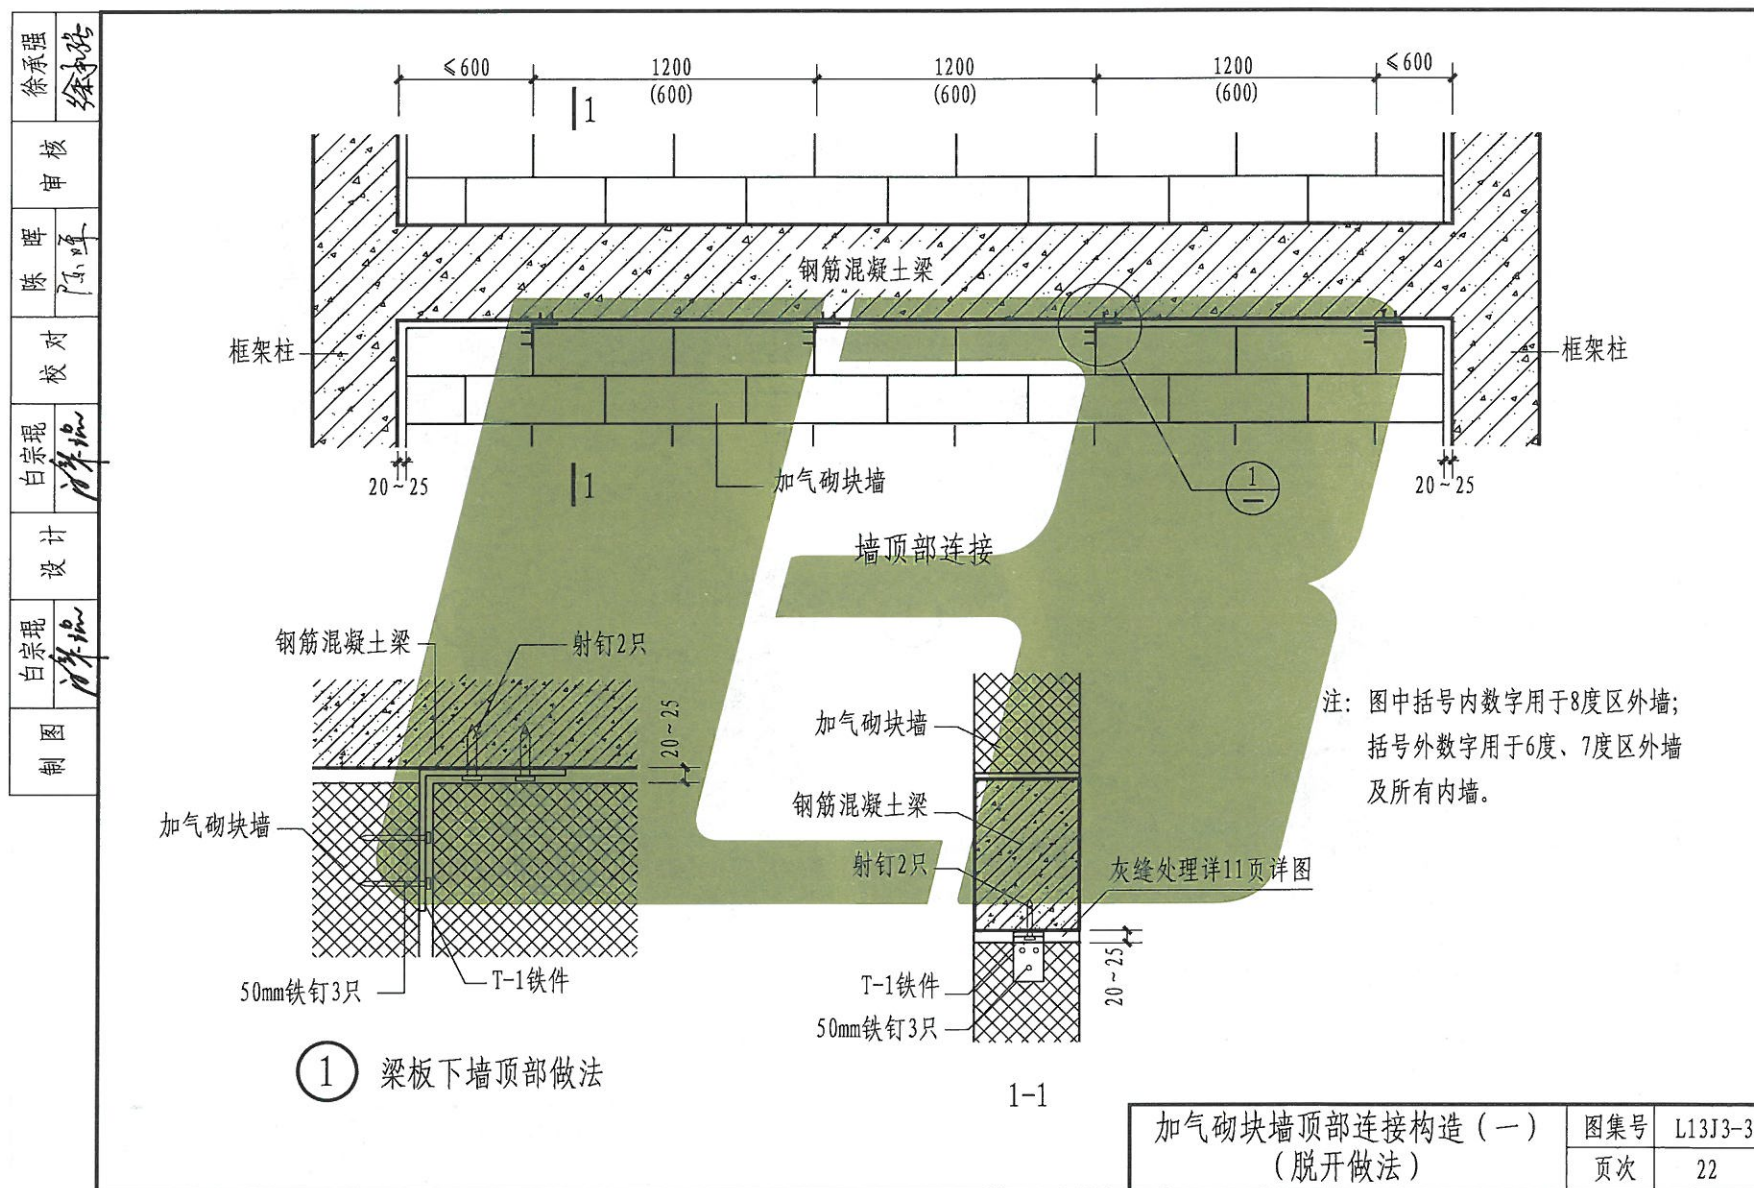 ≤600
1200
1200
1200
≤600
(600)
(600)
(600)
1
钢筋混凝土梁
框架柱
框架柱
20~25
1
加气砌块墙
1
20~25
墙顶部连接
钢筋混凝土梁
射钉2只
20~25
加气砌块墙
50mm铁钉3只
T-1铁件
1
梁板下墙顶部做法
加气砌块墙
钢筋混凝土梁
射钉2只
灰缝处理详11页详图
T-1铁件
50mm铁钉3只
20~25
1-1
注: 图中括号内数字用于8度区外墙;
括号外数字用于6度、7度区外墙
及所有内墙。
徐承强
审核
陈晖
校对
白宗琨
设计
白宗琨
制图
加气砌块墙顶部连接构造(一)
(脱开做法)
图集号
L13J3-3
页次
22